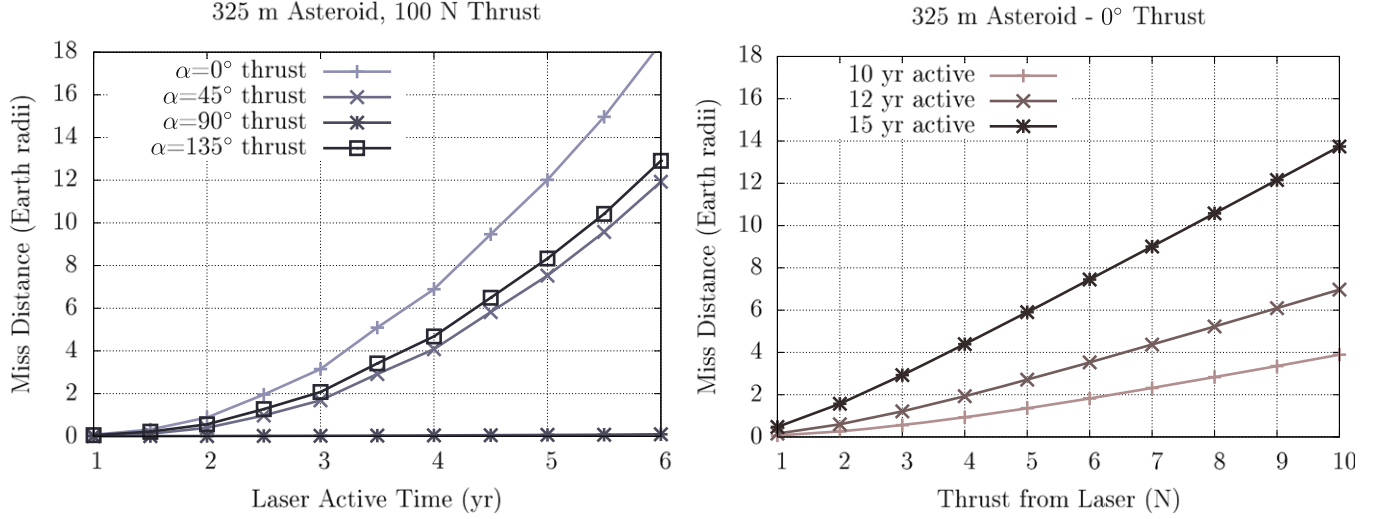 325 m Asteroid, 100 N Thrust
18
16
14
12
10
8
6
4
2
0
Miss Distance (Earth radii)
α=0° thrust
α=45° thrust
α=90° thrust
α=135° thrust
1 2 3 4 5 6
Laser Active Time (yr)
325 m Asteroid - 0° Thrust
18
16
14
12
10
8
6
4
2
0
Miss Distance (Earth radii)
10 yr active
12 yr active
15 yr active
1 2 3 4 5 6 7 8 9 10
Thrust from Laser (N)